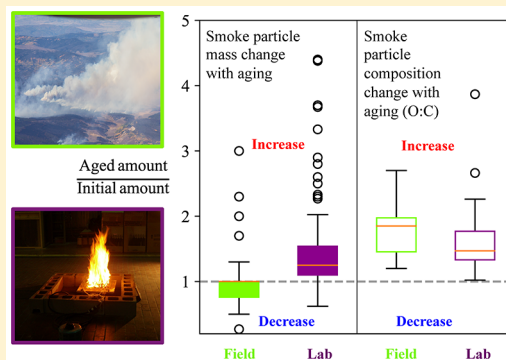 Aged amount
Initial amount
5
4
3
2
1
Smoke particle
mass change
with aging
Increase
Decrease
Smoke
particle
composition
change with
aging (O:C)
Increase
Decrease
Field
Lab
Field
Lab